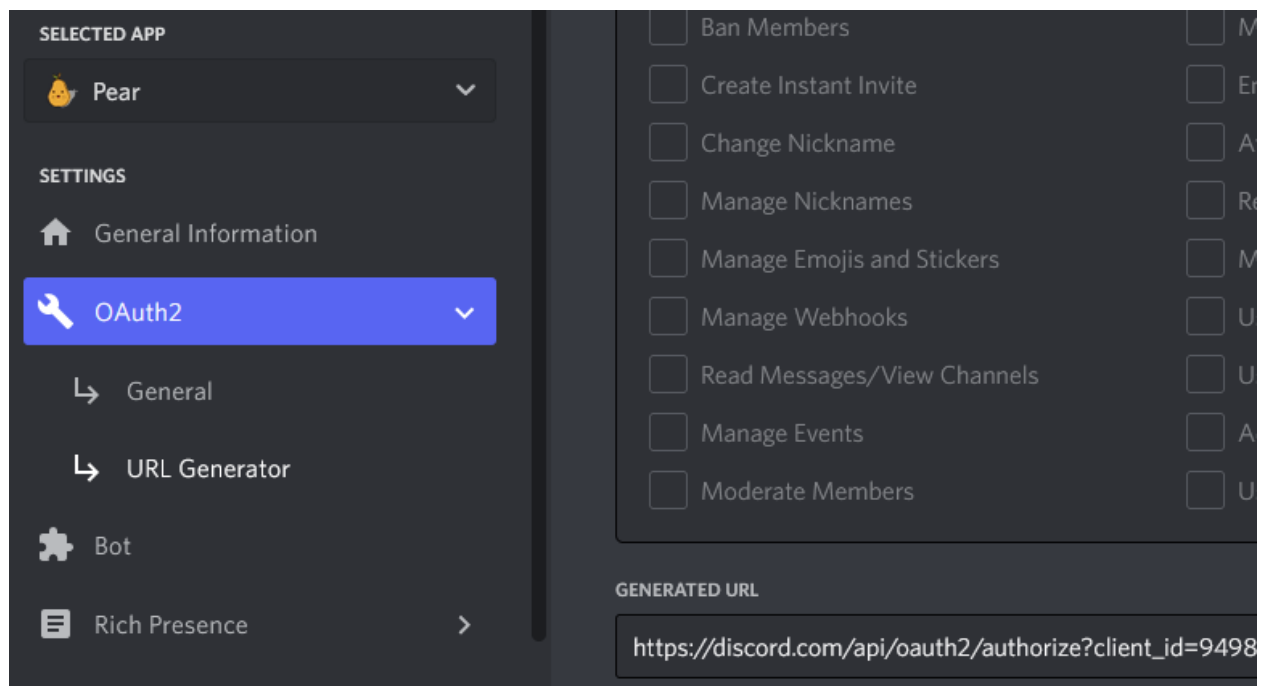 SELECTED APP
Pear
SETTINGS
General Information
OAuth2
General
URL Generator
Bot
Rich Presence
Ban Members
Create Instant Invite
Change Nickname
Manage Nicknames
Manage Emojis and Stickers
Manage Webhooks
Read Messages/View Channels
Manage Events
Moderate Members
GENERATED URL
https://discord.com/api/oauth2/authorize?client_id=9498